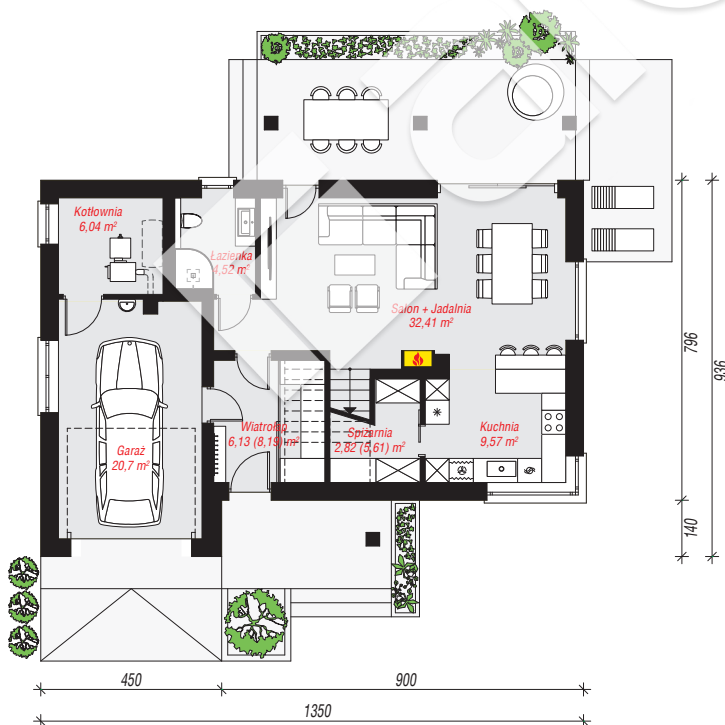 Kotłownia
6,04 m²
Łazienka
4,52 m²
Salon + Jadalnia
32,41 m²
Garaż
20,7 m²
Wiatrołap
6,13 (8,19) m²
Spiżarnia
2,82 (5,61) m²
Kuchnia
9,57 m²
796
936
140
450
900
1350